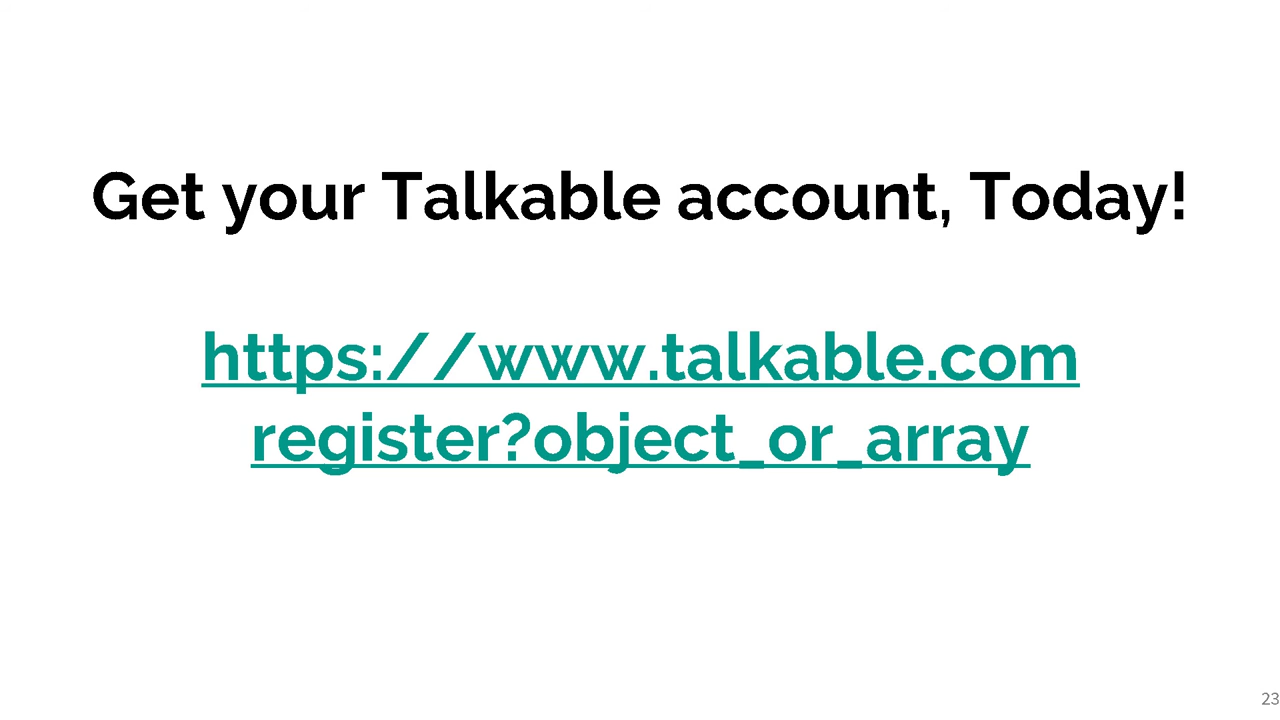 Get your Talkable account, Today!
https://www.talkable.com
register?object_or_array
23